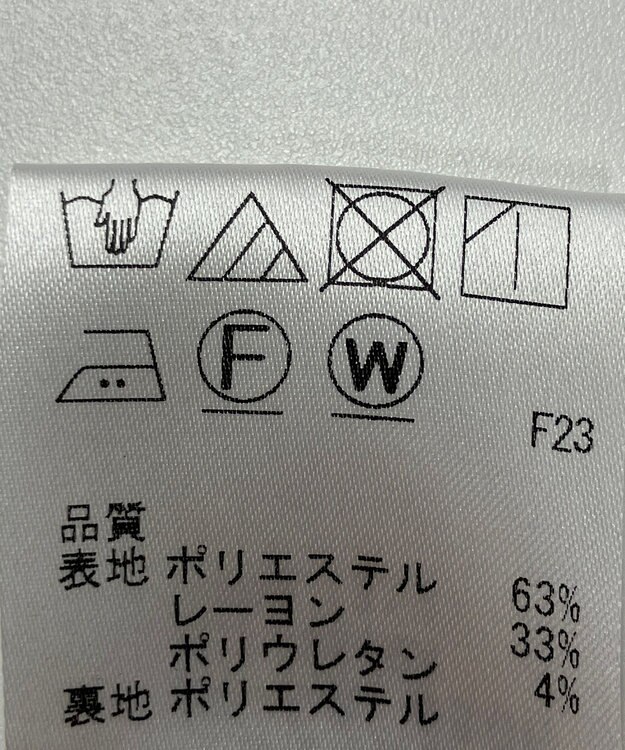 F W
F23
品質
表地 ポリエステル 63%
レーヨン 33%
ポリウレタン 4%
裏地 ポリエステル